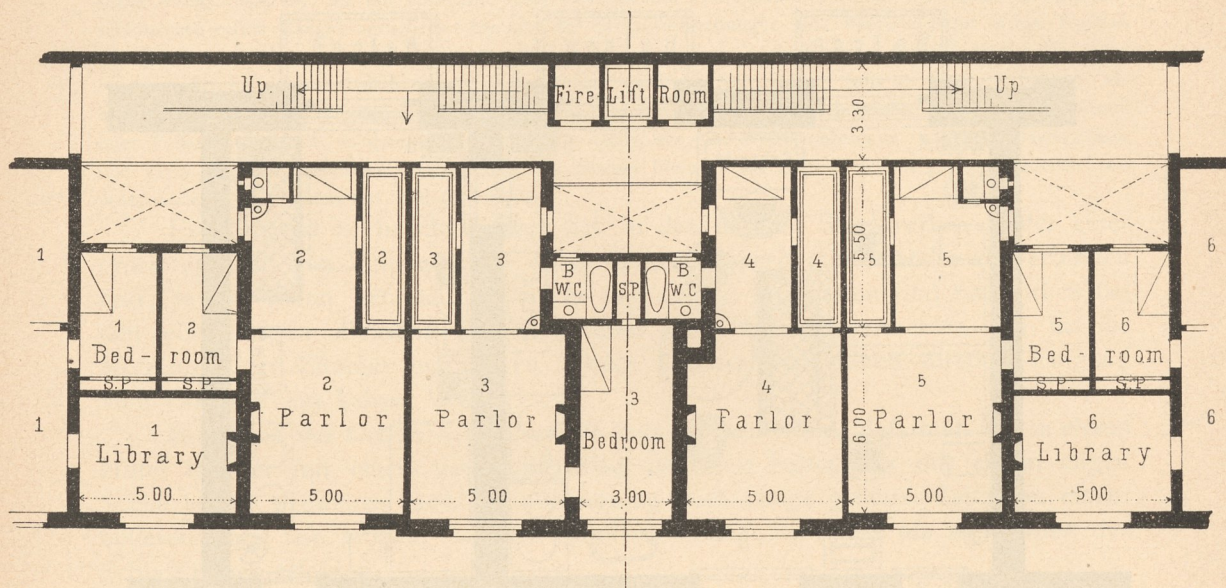 Up.
Fire-
Lift
Room
Up
3.30
1
2
2
3
3
4
4
5
5.50
5
6
B
W.C.
S.P.
B.
W.C
1
Bed-
2
room
S.P.
S.P.
5
Bed-
6
room
S.P
S.P
1
1
Library
2
Parlor
3
Parlor
3
Bedroom
4
Parlor
6.00
5
Parlor
6
Library
6
5.00
5.00
5.00
3.00
5.00
5.00
5.00